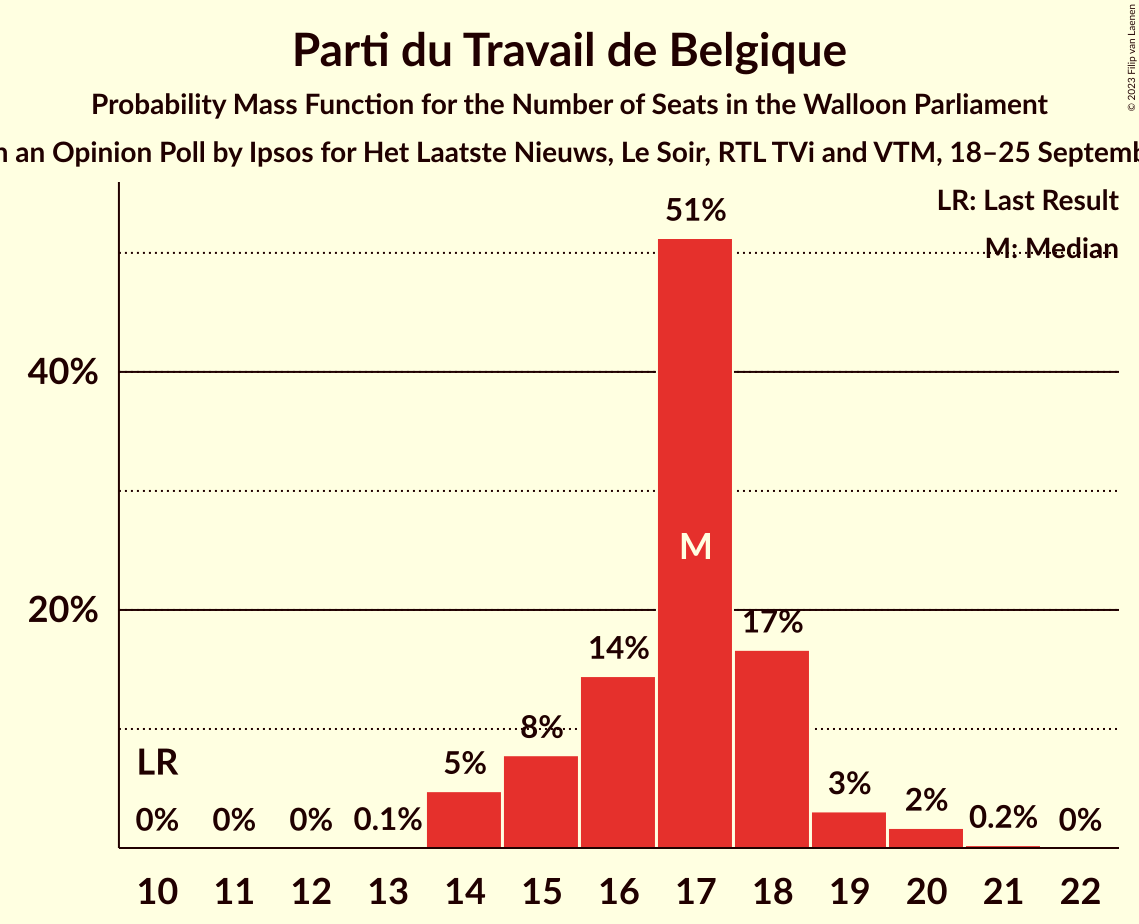 Parti du Travail de Belgique
Probability Mass Function for the Number of Seats in the Walloon Parliament
an Opinion Poll by Ipsos for Het Laatste Nieuws, Le Soir, RTL TVi and VTM, 18–25 Septemb
© 2023 Filip van Laenen
LR: Last Result
M: Median
51%
40%
M
20%
17%
14%
8%
LR
5%
3%
2%
0% 0% 0% 0.1% 0.2% 0%
10 11 12 13 14 15 16 17 18 19 20 21 22